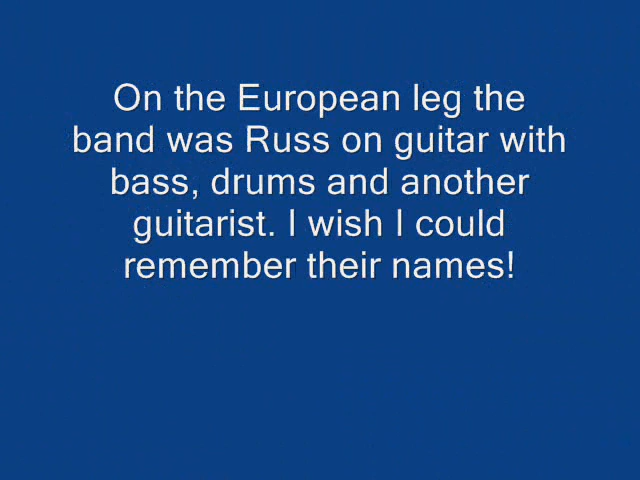 On the European leg the
band was Russ on guitar with
bass, drums and another
guitarist. I wish I could
remember their names!